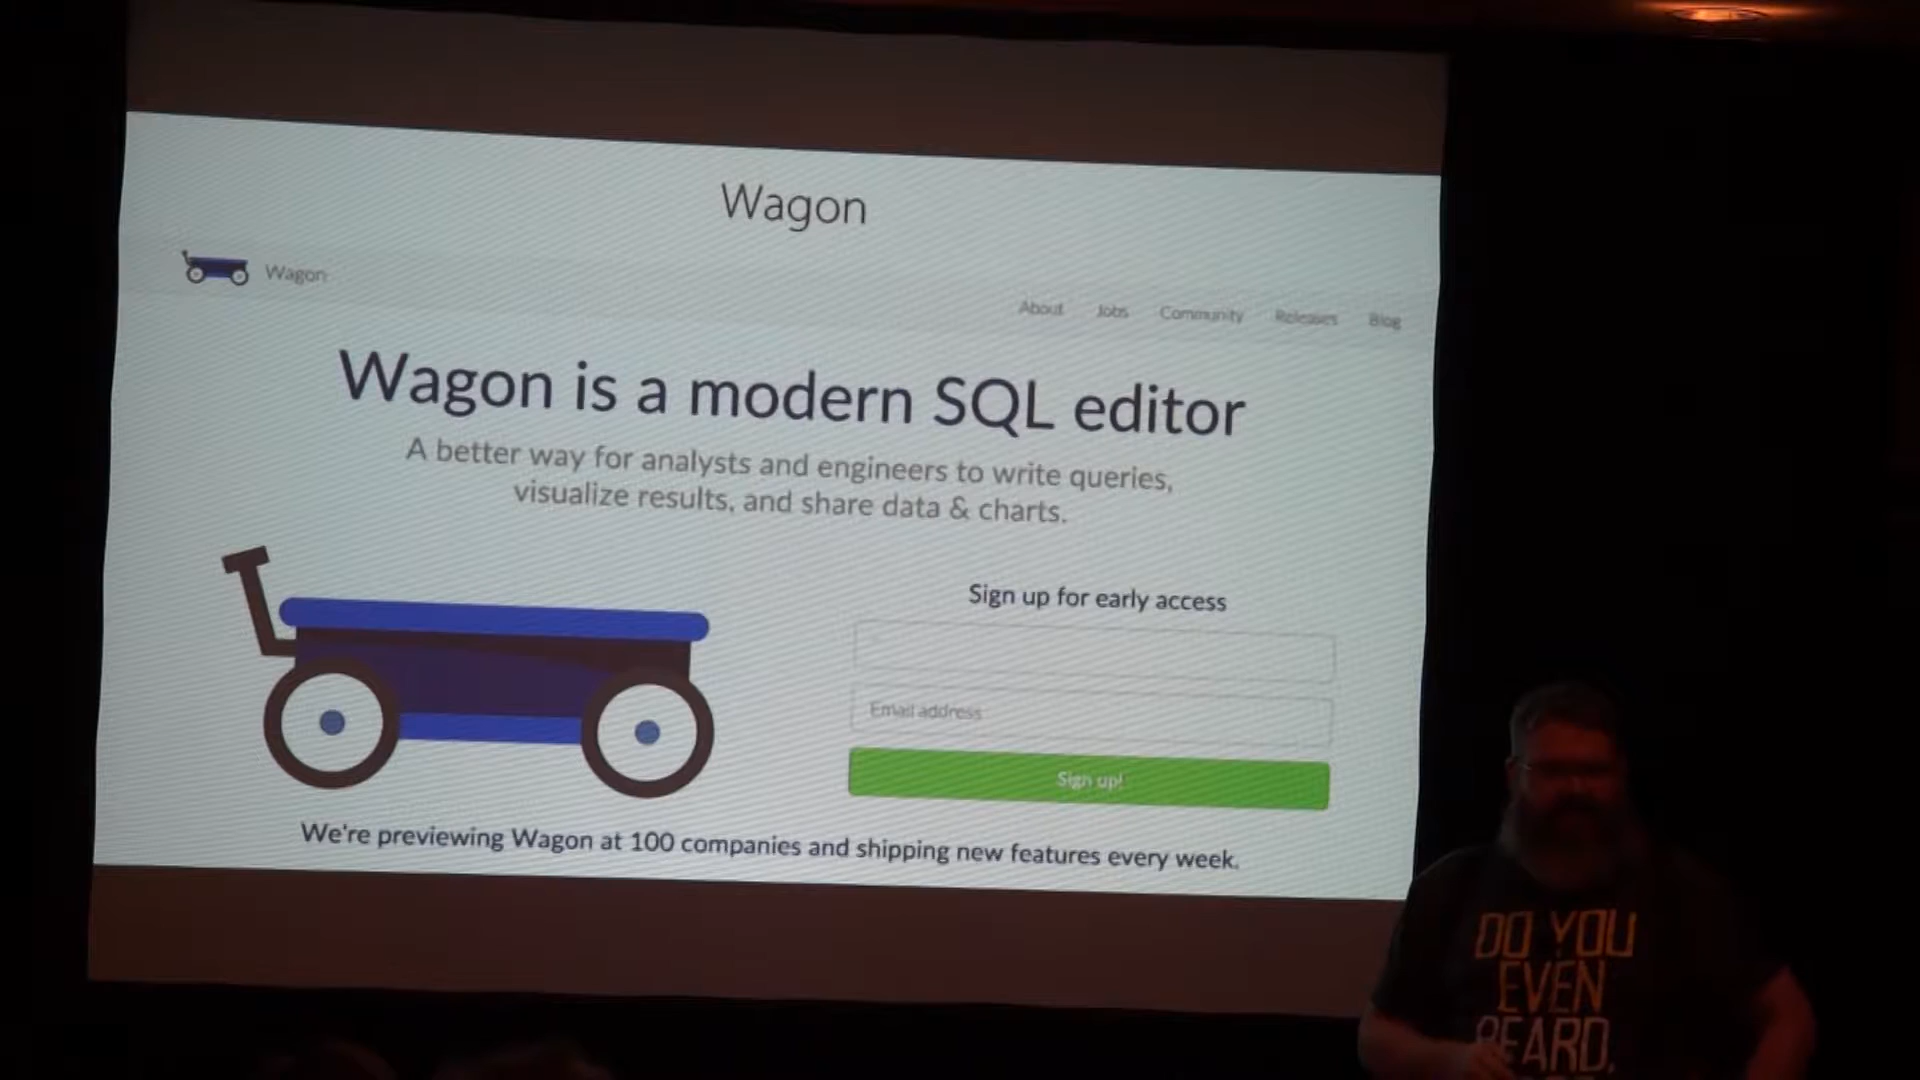 Wagon
Wagon
About Jobs Community Releases Blog
Wagon is a modern SQL editor
A better way for analysts and engineers to write queries,
visualize results, and share data & charts.
Sign up for early access
Email address
Sign up!
We're previewing Wagon at 100 companies and shipping new features every week.
DO YOU
EVEN
BEARD,